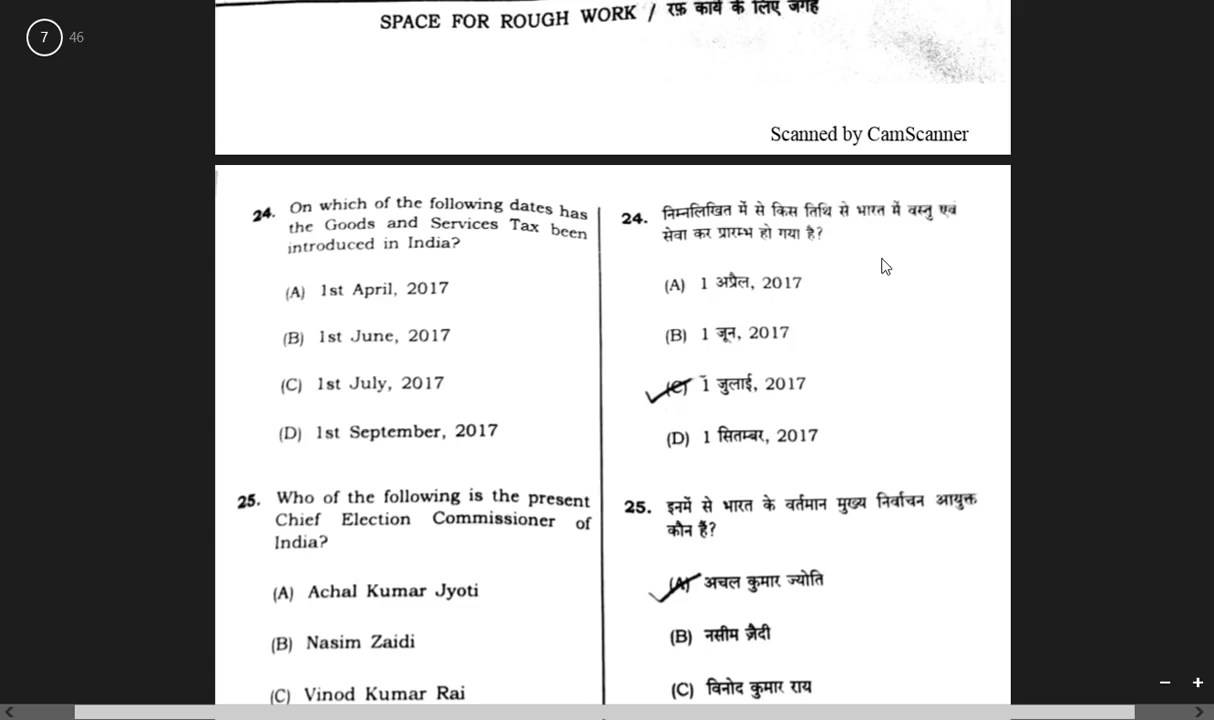 7 46
SPACE FOR ROUGH WORK / रफ़ कार्य के लिए जगह
Scanned by CamScanner
24. On which of the following dates has
the Goods and Services Tax been
introduced in India?
(A) 1st April, 2017
(B) 1st June, 2017
(C) 1st July, 2017
(D) 1st September, 2017
25. Who of the following is the present
Chief Election Commissioner of
India?
(A) Achal Kumar Jyoti
(B) Nasim Zaidi
(C) Vinod Kumar Rai
24. निम्नलिखित में से किस तिथि से भारत में वस्तु एवं
सेवा कर प्रारम्भ हो गया है?
(A) 1 अप्रैल, 2017
(B) 1 जून, 2017
(C) 1 जुलाई, 2017
(D) 1 सितम्बर, 2017
25. इनमें से भारत के वर्तमान मुख्य निर्वाचन आयुक्त
कौन हैं?
(A) अचल कुमार ज्योति
(B) नसीम ज़ैदी
(C) विनोद कुमार राय